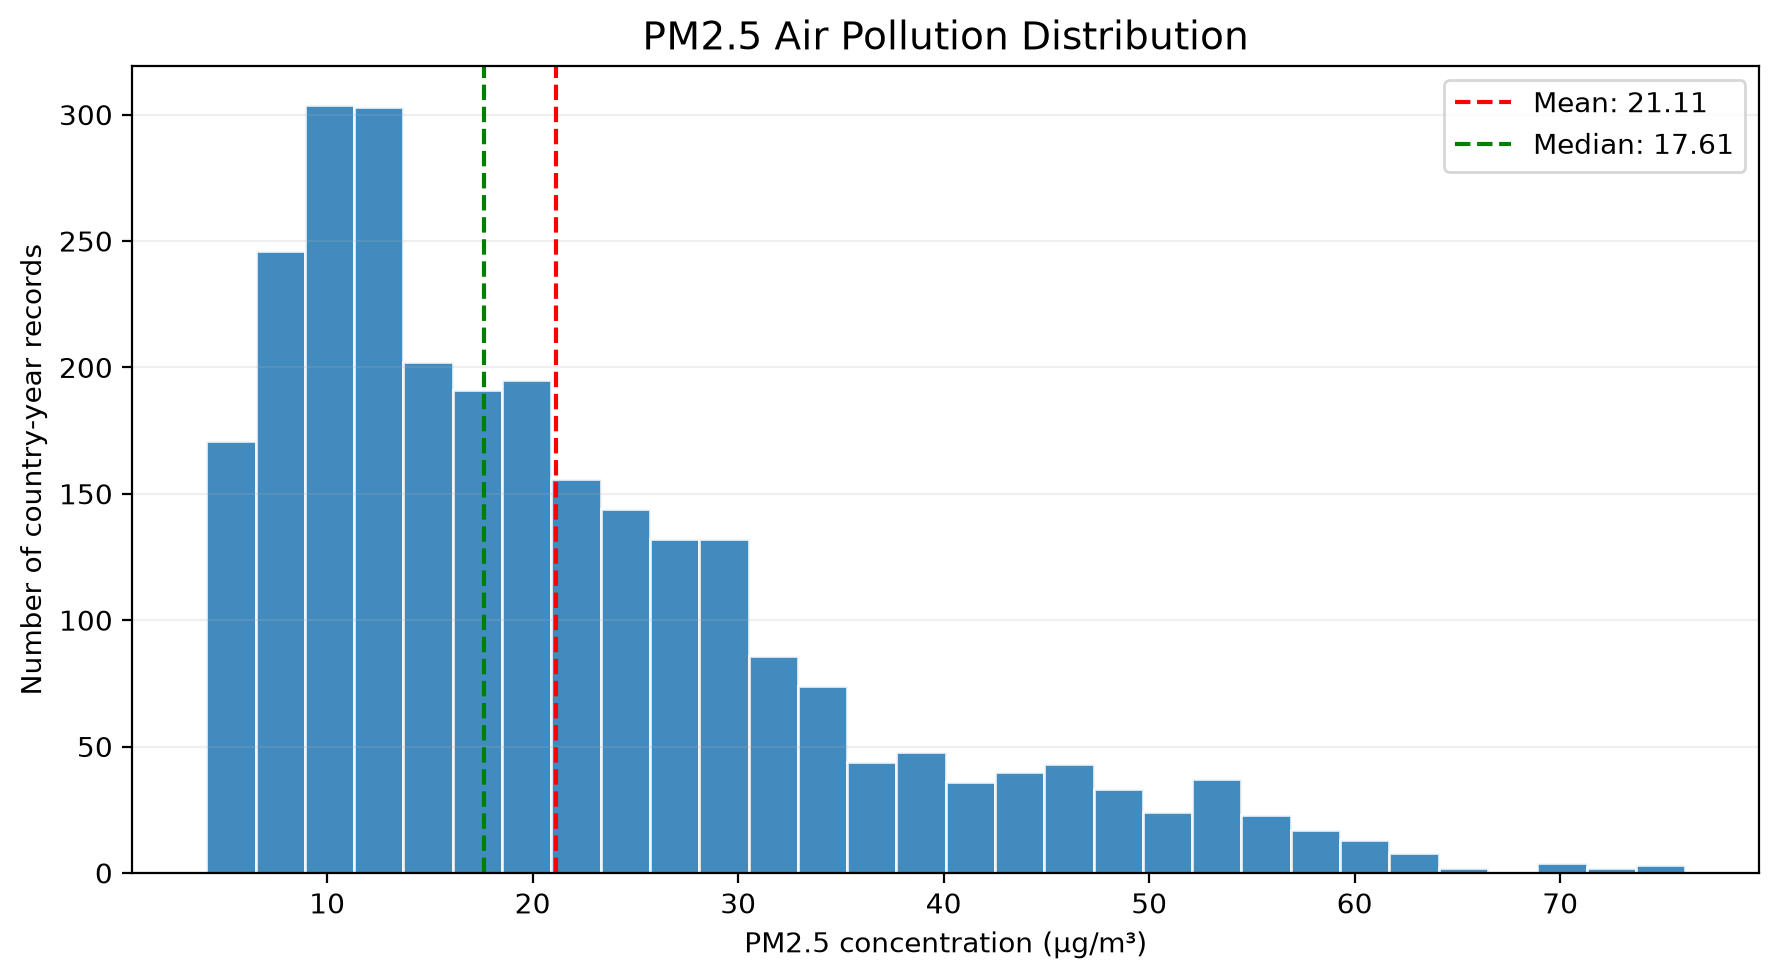 PM2.5 Air Pollution Distribution
Mean: 21.11
Median: 17.61
Number of country-year records
300
250
200
150
100
50
0
10 20 30 40 50 60 70
PM2.5 concentration (µg/m³)